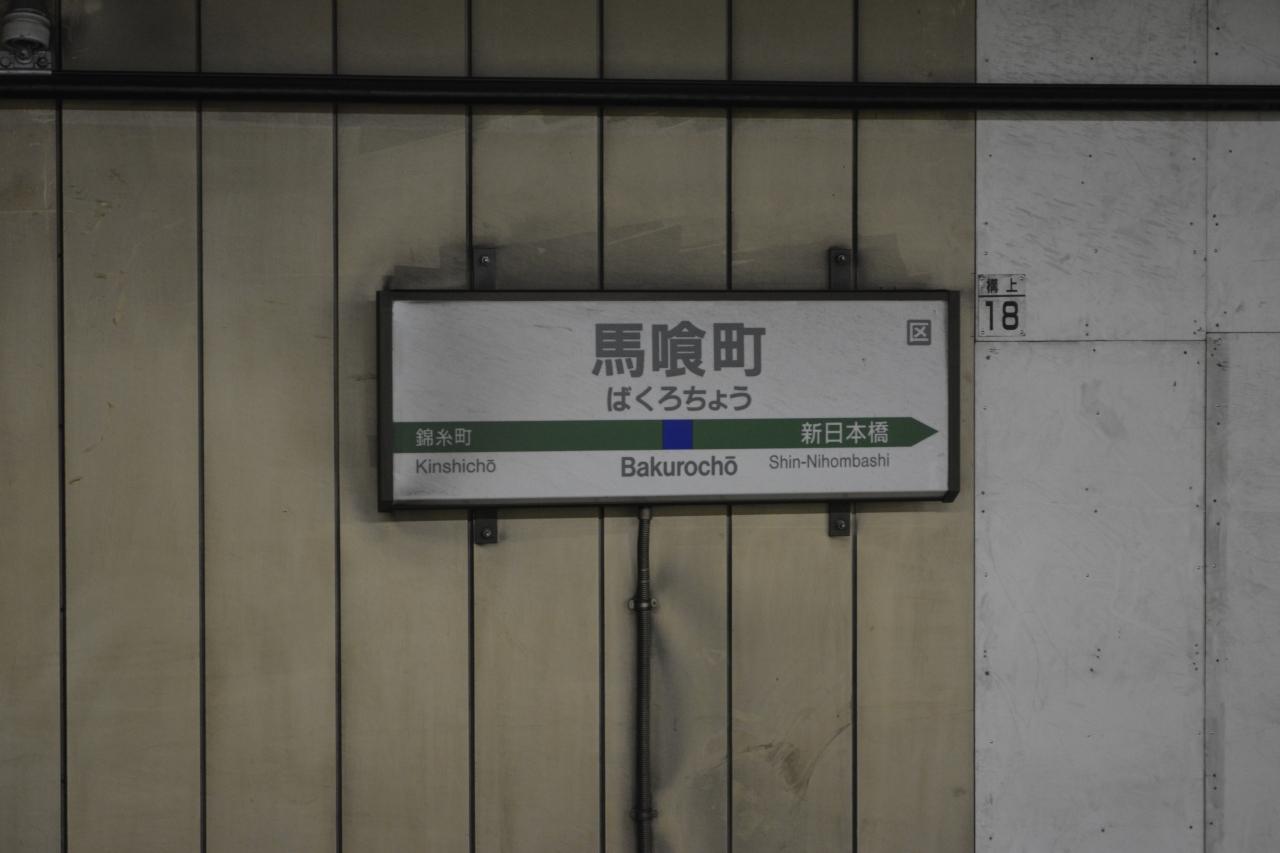 馬喰町
区
ばくろちょう
錦糸町
新日本橋
Kinshichō
Bakurochō
Shin-Nihombashi
構上
18